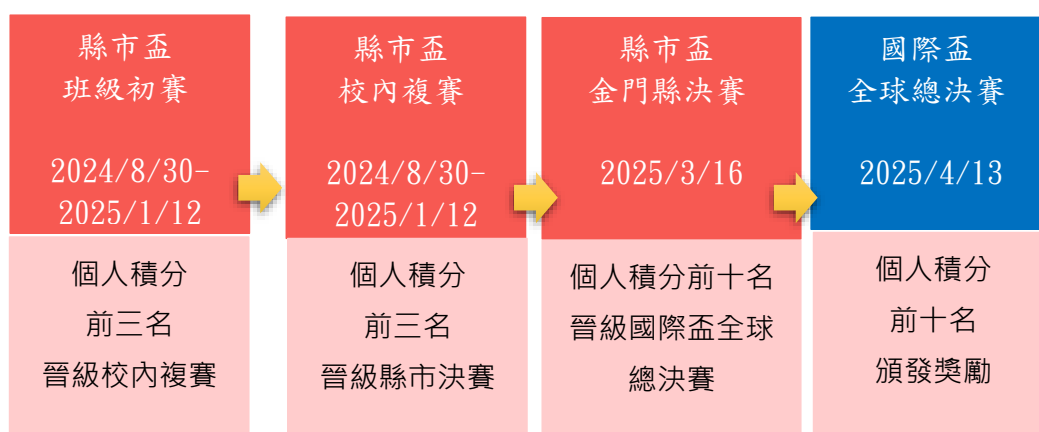 縣市盃
班級初賽
2024/8/30-
2025/1/12
個人積分
前三名
晉級校內複賽
縣市盃
校內複賽
2024/8/30-
2025/1/12
個人積分
前三名
晉級縣市決賽
縣市盃
金門縣決賽
2025/3/16
個人積分前十名
晉級國際盃全球
總決賽
國際盃
全球總決賽
2025/4/13
個人積分
前十名
頒發獎勵